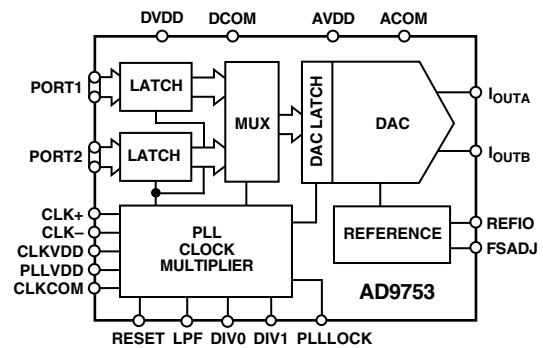 DVDD DCOM AVDD ACOM
PORT1
LATCH
PORT2
LATCH
MUX
DAC LATCH
DAC
IOUTA
IOUTB
CLK+
CLK–
CLKVDD
PLLVDD
CLKCOM
PLL
CLOCK
MULTIPLIER
REFERENCE
REFIO
FSADJ
AD9753
RESET LPF DIV0 DIV1 PLLLOCK